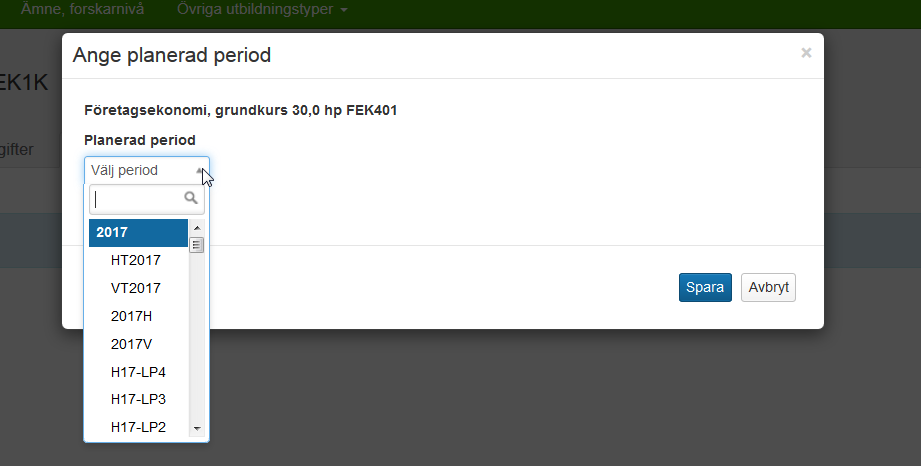 Ämne, forskarnivå Övriga utbildningstyper
Ange planerad period ×
EK1K
Företagsekonomi, grundkurs 30,0 hp FEK401
gifter
Planerad period
Välj period
2017
HT2017
VT2017
2017H
2017V
H17-LP4
H17-LP3
H17-LP2
Spara Avbryt